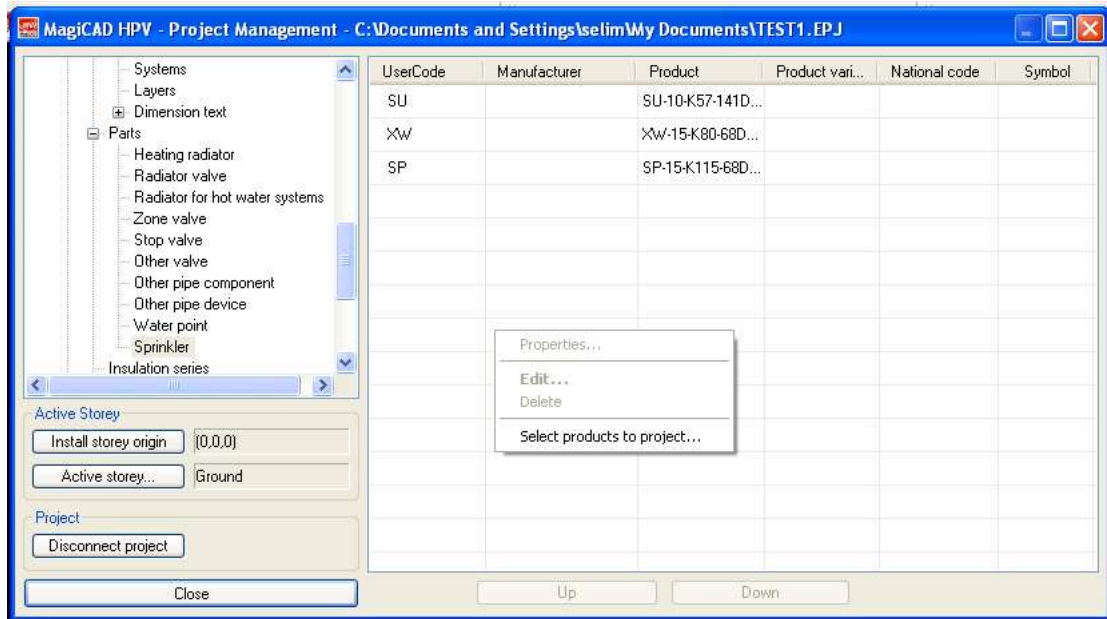 MagiCAD HPV - Project Management - C:\Documents and Settings\selim\My Documents\TEST1.EPJ
Systems
Layers
Dimension text
Parts
Heating radiator
Radiator valve
Radiator for hot water systems
Zone valve
Stop valve
Other valve
Other pipe component
Other pipe device
Water point
Sprinkler
Insulation series
Active Storey
Install storey origin (0,0,0)
Active storey... Ground
Project
Disconnect project
Close
UserCode Manufacturer Product Product vari... National code Symbol
SU SU-10-K57-141D...
XW XW-15-K80-68D...
SP SP-15-K115-68D...
Properties...
Edit...
Delete
Select products to project...
Up Down